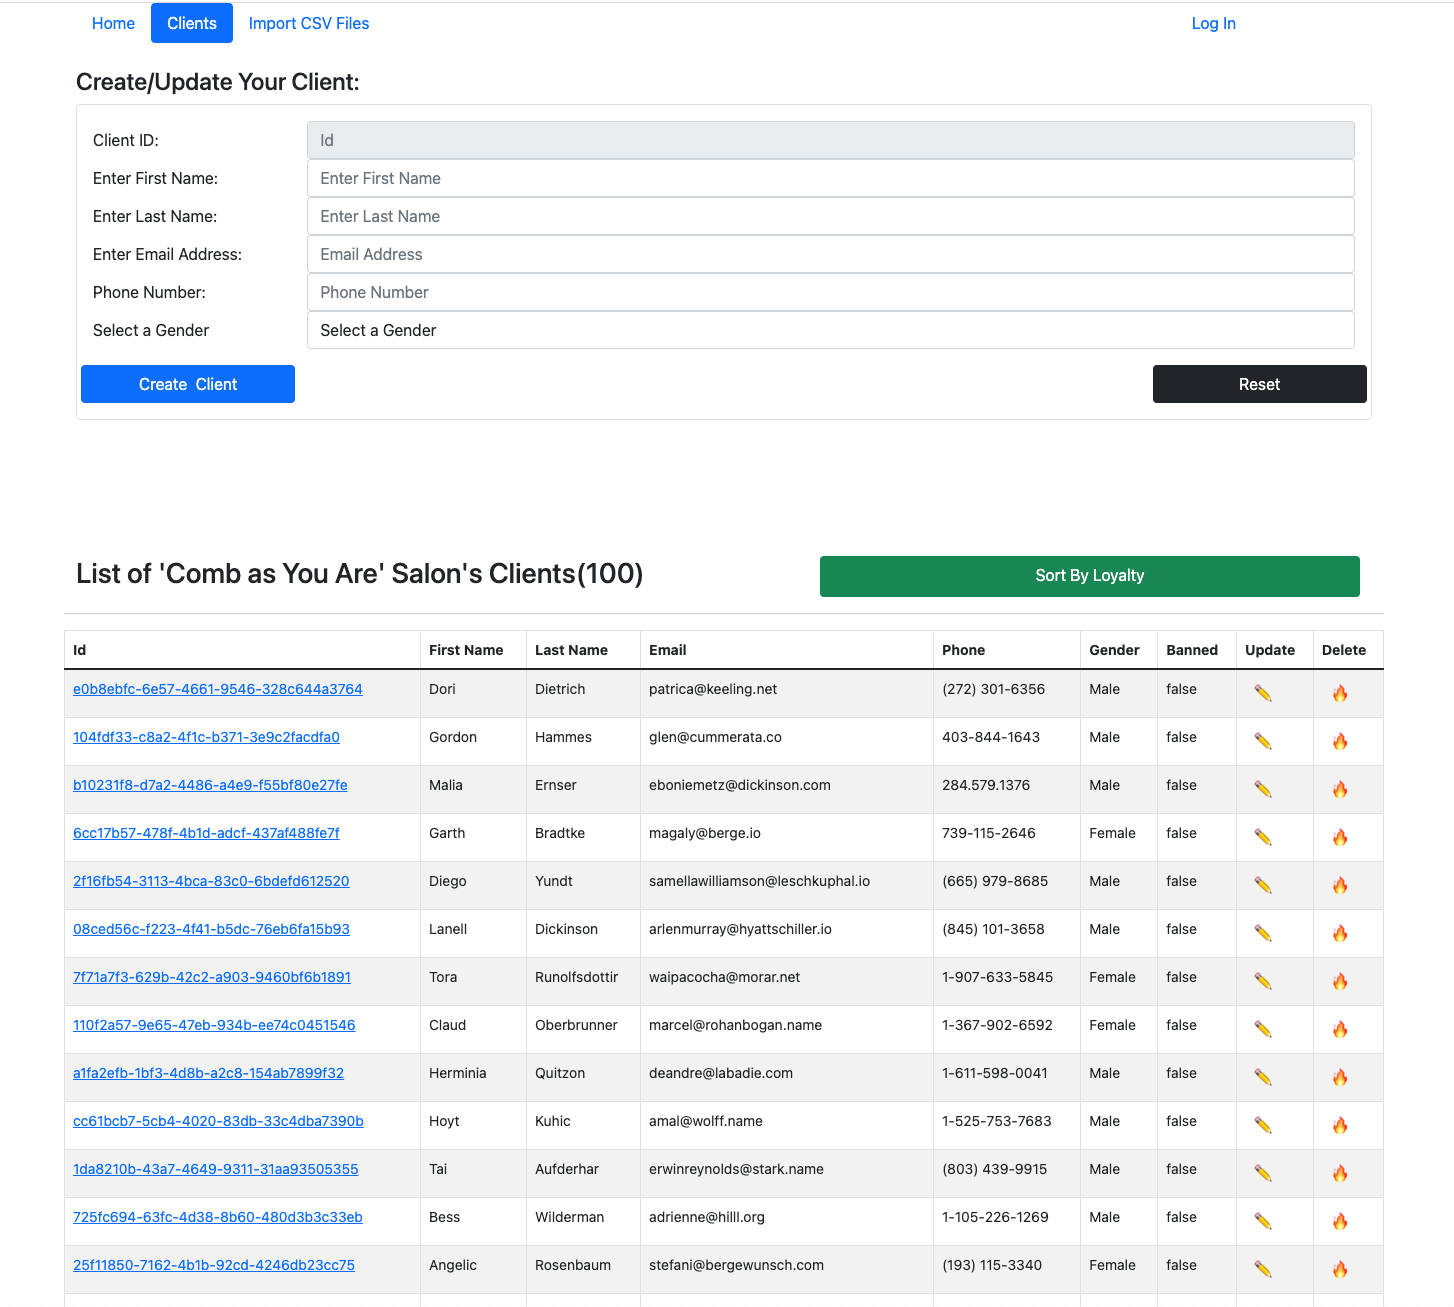 Home Clients Import CSV Files Log In
Create/Update Your Client:
Client ID: Id
Enter First Name: Enter First Name
Enter Last Name: Enter Last Name
Enter Email Address: Email Address
Phone Number: Phone Number
Select a Gender Select a Gender
Create Client Reset
List of 'Comb as You Are' Salon's Clients(100) Sort By Loyalty
Id First Name Last Name Email Phone Gender Banned Update Delete
e0b8ebfc-6e57-4661-9546-328c644a3764 Dori Dietrich patrica@keeling.net (272) 301-6356 Male false
104fdf33-c8a2-4f1c-b371-3e9c2facdfa0 Gordon Hammes glen@cummerata.co 403-844-1643 Male false
b10231f8-d7a2-4486-a4e9-f55bf80e27fe Malia Ernser eboniemetz@dickinson.com 284.579.1376 Male false
6cc17b57-478f-4b1d-adcf-437af488fe7f Garth Bradtke magaly@berge.io 739-115-2646 Female false
2f16fb54-3113-4bca-83c0-6bdefd612520 Diego Yundt samellawilliamson@leschkuphal.io (665) 979-8685 Male false
08ced56c-f223-4f41-b5dc-76eb6fa15b93 Lanell Dickinson arlenmurray@hyattschiller.io (845) 101-3658 Male false
7f71a7f3-629b-42c2-a903-9460bf6b1891 Tora Runolfsdottir waipacocha@morar.net 1-907-633-5845 Female false
110f2a57-9e65-47eb-934b-ee74c0451546 Claud Oberbrunner marcel@rohanbogan.name 1-367-902-6592 Female false
a1fa2efb-1bf3-4d8b-a2c8-154ab7899f32 Herminia Quitzon deandre@labadie.com 1-611-598-0041 Male false
cc61bcb7-5cb4-4020-83db-33c4dba7390b Hoyt Kuhic amal@wolff.name 1-525-753-7683 Male false
1da8210b-43a7-4649-9311-31aa93505355 Tai Aufderhar erwinreynolds@stark.name (803) 439-9915 Male false
725fc694-63fc-4d38-8b60-480d3b3c33eb Bess Wilderman adrienne@hilll.org 1-105-226-1269 Male false
25f11850-7162-4b1b-92cd-4246db23cc75 Angelic Rosenbaum stefani@bergewunsch.com (193) 115-3340 Female false